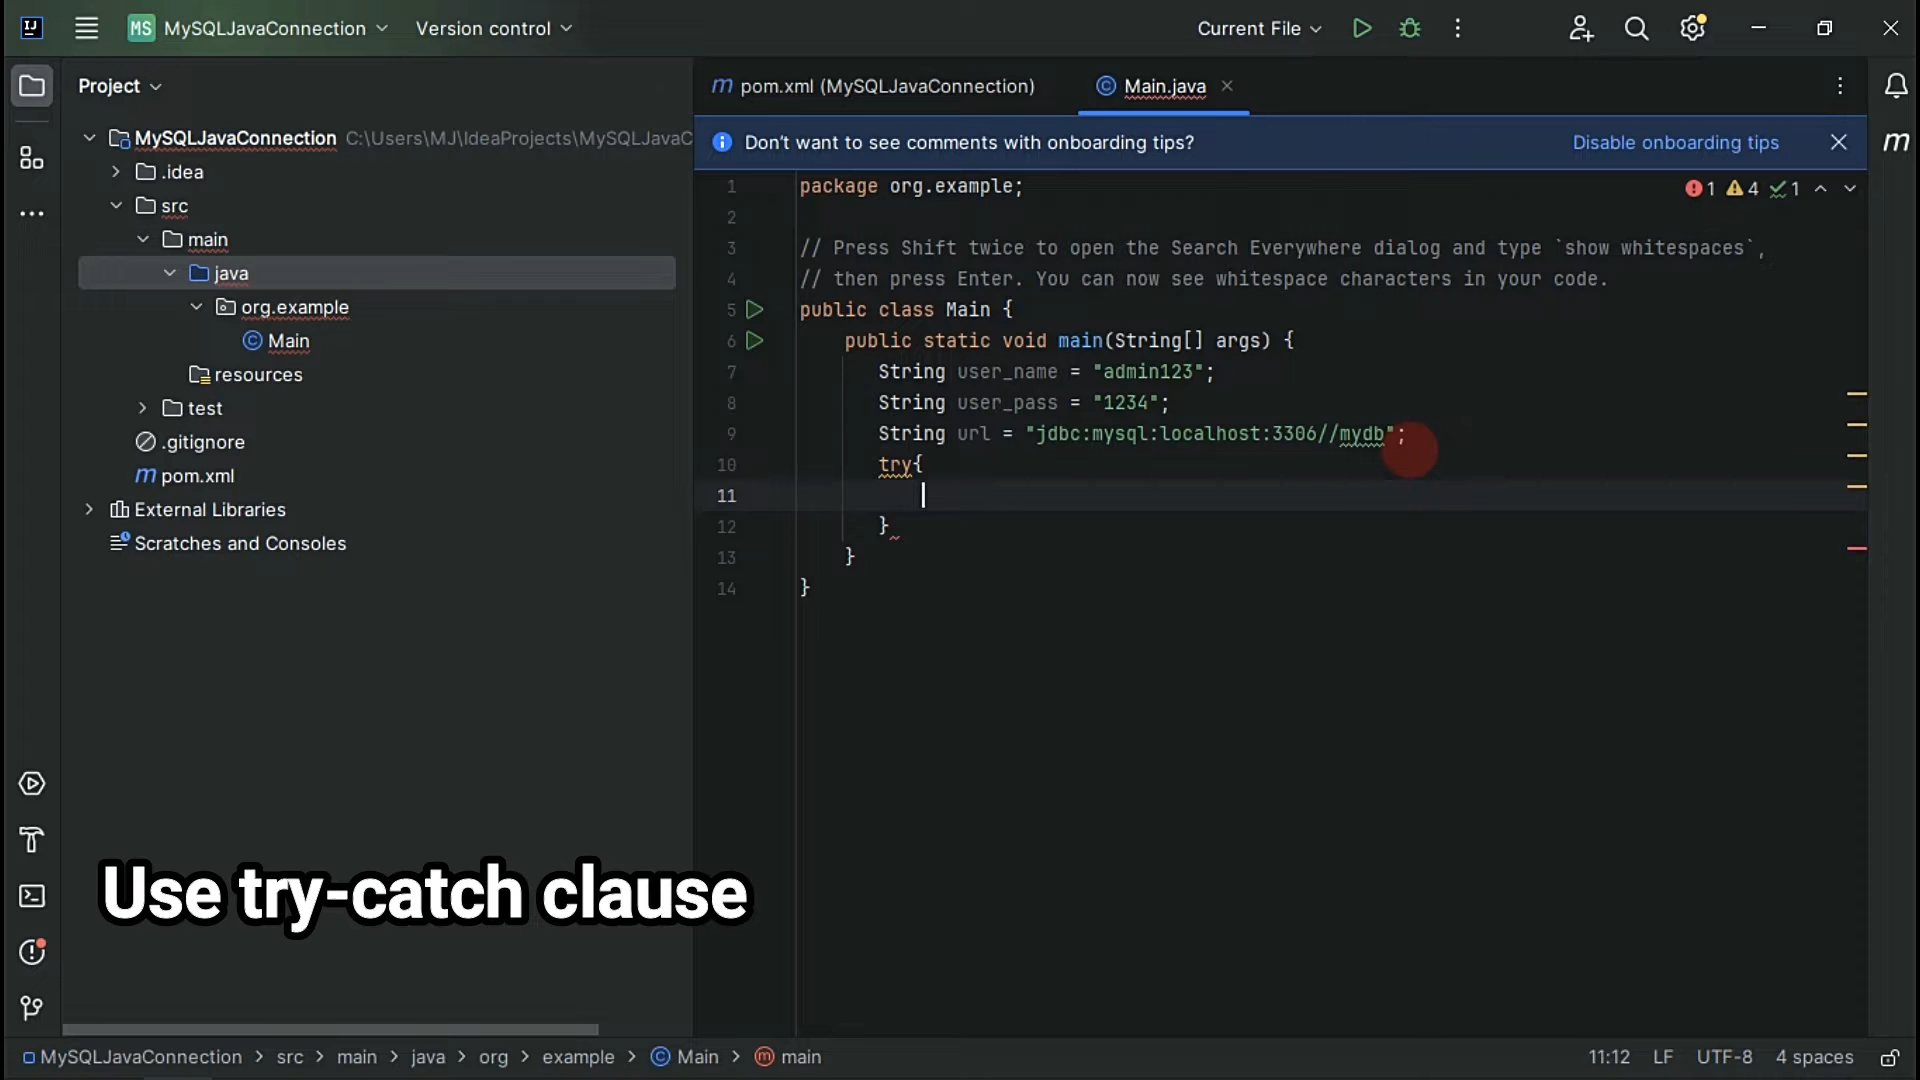 MS MySQLJavaConnection Version control Current File
Project
pom.xml (MySQLJavaConnection) Main.java
MySQLJavaConnection C:\Users\MJ\IdeaProjects\MySQLJavaC
.idea
src
main
java
org.example
Main
resources
test
.gitignore
pom.xml
External Libraries
Scratches and Consoles
Don't want to see comments with onboarding tips? Disable onboarding tips
1 package org.example;
1 4 1
2
3 // Press Shift twice to open the Search Everywhere dialog and type `show whitespaces`,
4 // then press Enter. You can now see whitespace characters in your code.
5 public class Main {
6 public static void main(String[] args) {
7 String user_name = "admin123";
8 String user_pass = "1234";
9 String url = "jdbc:mysql:localhost:3306//mydb";
10 try{
11
12 }
13 }
14 }
Use try-catch clause
MySQLJavaConnection > src > main > java > org > example > Main > main
11:12 LF UTF-8 4 spaces